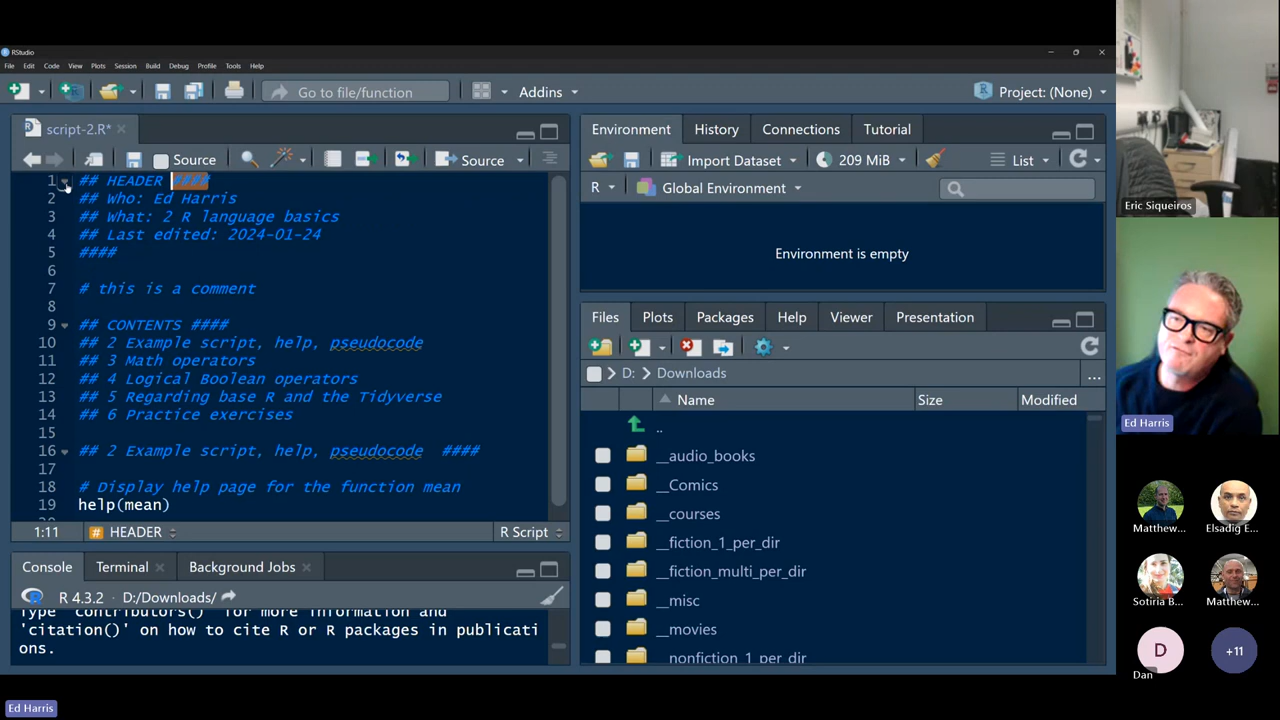 RStudio
File Edit Code View Plots Session Build Debug Profile Tools Help
Go to file/function
Addins
Project: (None)
script-2.R*
Source
Source
1 ## HEADER ####
2 ## Who: Ed Harris
3 ## What: 2 R language basics
4 ## Last edited: 2024-01-24
5 ####
6
7 # this is a comment
8
9 ## CONTENTS ####
10 ## 2 Example script, help, pseudocode
11 ## 3 Math operators
12 ## 4 Logical Boolean operators
13 ## 5 Regarding base R and the Tidyverse
14 ## 6 Practice exercises
15
16 ## 2 Example script, help, pseudocode  ####
17
18 # Display help page for the function mean
19 help(mean)
1:11 # HEADER R Script
Console Terminal Background Jobs
R 4.3.2 · D:/Downloads/
Type 'contributors()' for more information and
'citation()' on how to cite R or R packages in publicati
ons.
Environment History Connections Tutorial
Import Dataset 209 MiB List
R Global Environment
Environment is empty
Files Plots Packages Help Viewer Presentation
D: Downloads ...
Name Size Modified
..
__audio_books
__Comics
__courses
__fiction_1_per_dir
__fiction_multi_per_dir
__misc
__movies
__nonfiction_1_per_dir
Eric Siqueiros
Ed Harris
Matthew... Elsadig E...
Sotiria B... Matthew...
D +11
Dan
Ed Harris